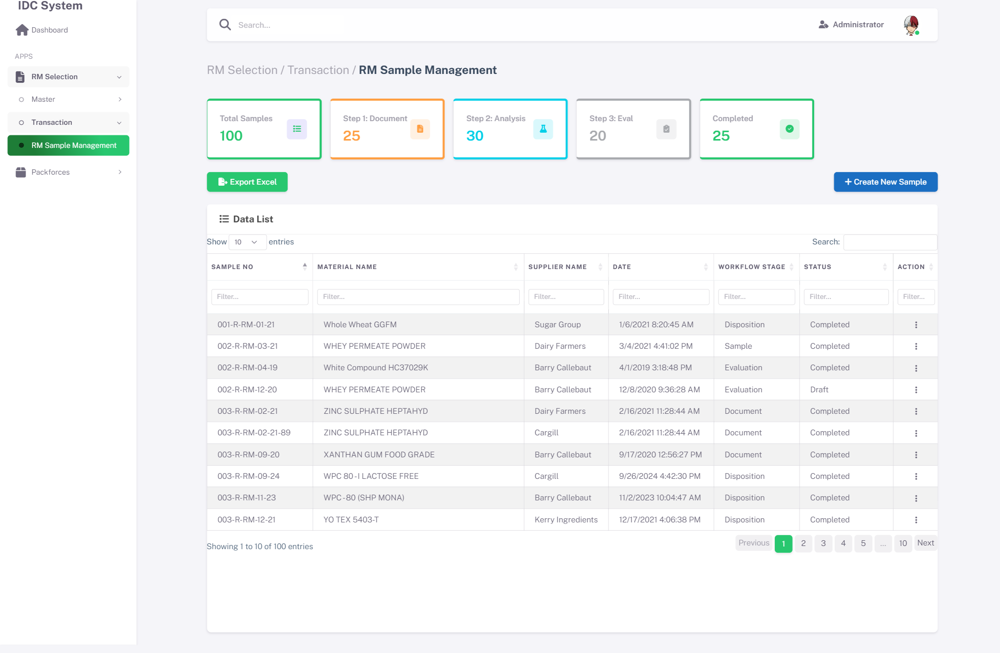 IDC System
Dashboard
APPS
RM Selection
Master
Transaction
RM Sample Management
Packforces
Search...
Administrator
RM Selection / Transaction / RM Sample Management
Total Samples
100
Step 1: Document
25
Step 2: Analysis
30
Step 3: Eval
20
Completed
25
Export Excel
Create New Sample
Data List
Show 10 entries
Search:
SAMPLE NO MATERIAL NAME SUPPLIER NAME DATE WORKFLOW STAGE STATUS ACTION
Filter... Filter... Filter... Filter... Filter... Filter... Filter...
001-R-RM-01-21 Whole Wheat GGFM Sugar Group 1/6/2021 8:20:45 AM Disposition Completed
002-R-RM-03-21 WHEY PERMEATE POWDER Dairy Farmers 3/4/2021 4:41:02 PM Sample Completed
002-R-RM-04-19 White Compound HC37029K Barry Callebaut 4/1/2019 3:18:48 PM Evaluation Completed
002-R-RM-12-20 WHEY PERMEATE POWDER Barry Callebaut 12/8/2020 9:36:28 AM Evaluation Draft
003-R-RM-02-21 ZINC SULPHATE HEPTAHYD Dairy Farmers 2/16/2021 11:28:44 AM Document Completed
003-R-RM-02-21-89 ZINC SULPHATE HEPTAHYD Cargill 2/16/2021 11:28:44 AM Document Completed
003-R-RM-09-20 XANTHAN GUM FOOD GRADE Barry Callebaut 9/17/2020 12:56:27 PM Document Completed
003-R-RM-09-24 WPC 80 - I LACTOSE FREE Cargill 9/26/2024 4:42:30 PM Disposition Completed
003-R-RM-11-23 WPC - 80 (SHP MONA) Barry Callebaut 11/2/2023 10:04:47 AM Disposition Completed
003-R-RM-12-21 YO TEX 5403-T Kerry Ingredients 12/17/2021 4:06:38 PM Disposition Completed
Showing 1 to 10 of 100 entries
Previous 1 2 3 4 5 ... 10 Next